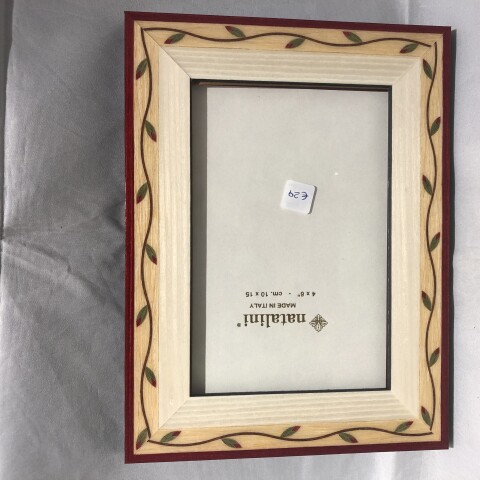 natalini®
MADE IN ITALY
4 x 6" - cm. 10 x 15
€29